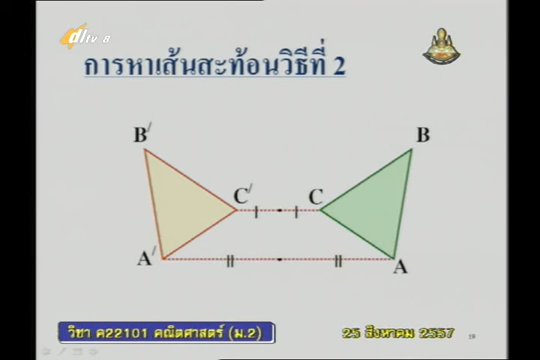 dltv 8
การหาเส้นสะท้อนวิธีที่ 2
B/ B
C/ C
A/ A
วิชา ค22101 คณิตศาสตร์ (ม.2) 25 สิงหาคม 2557